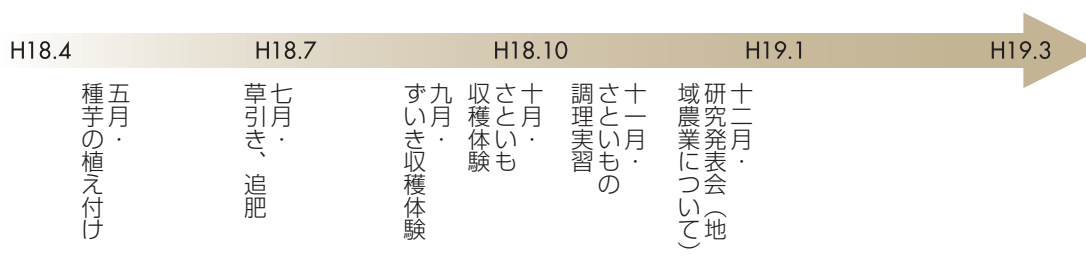 H18.4
H18.7
H18.10
H19.1
H19.3
五月・
種芋の植え付け
七月・
草引き、追肥
九月・
ずいき収穫体験
十月・
さといも
収穫体験
十一月・
さといもの
調理実習
十二月・
研究発表会（地
域農業について）